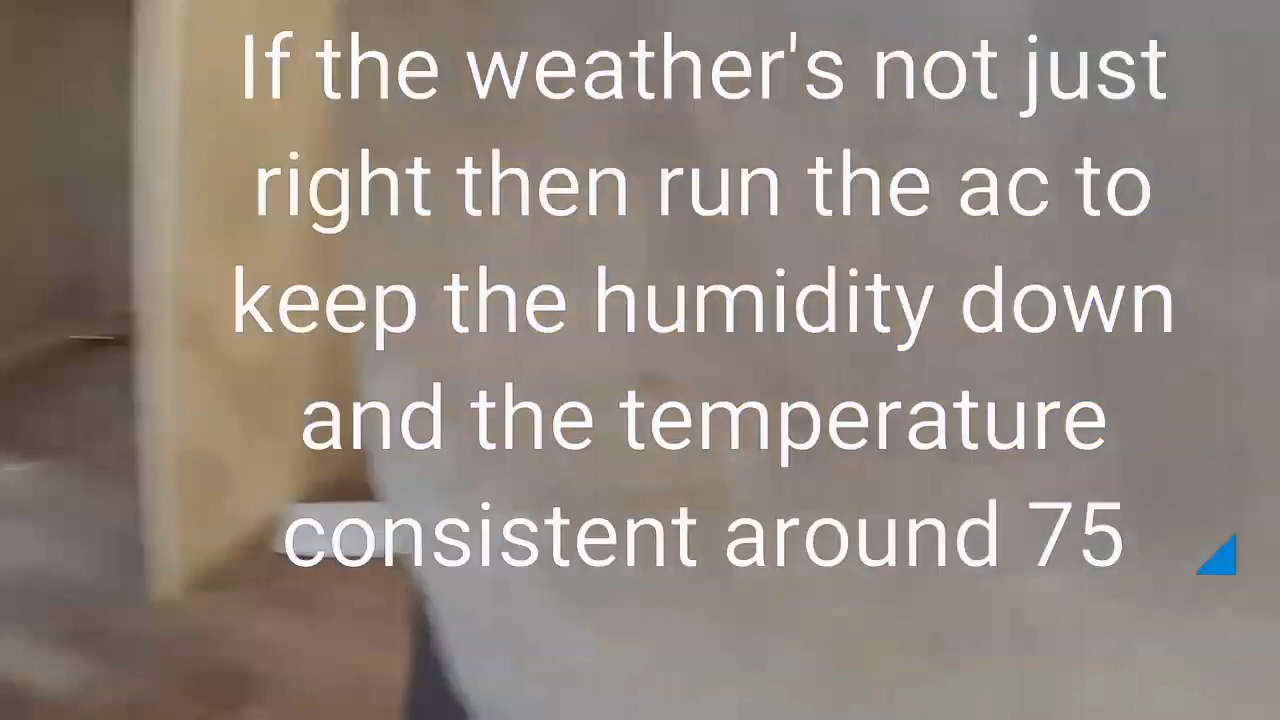 If the weather's not just
right then run the ac to
keep the humidity down
and the temperature
consistent around 75